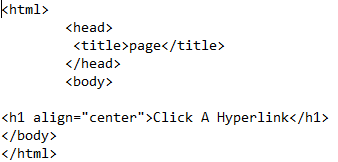 <html>
<head>
<title>page</title>
</head>
<body>
<h1 align="center">Click A Hyperlink</h1>
</body>
</html>